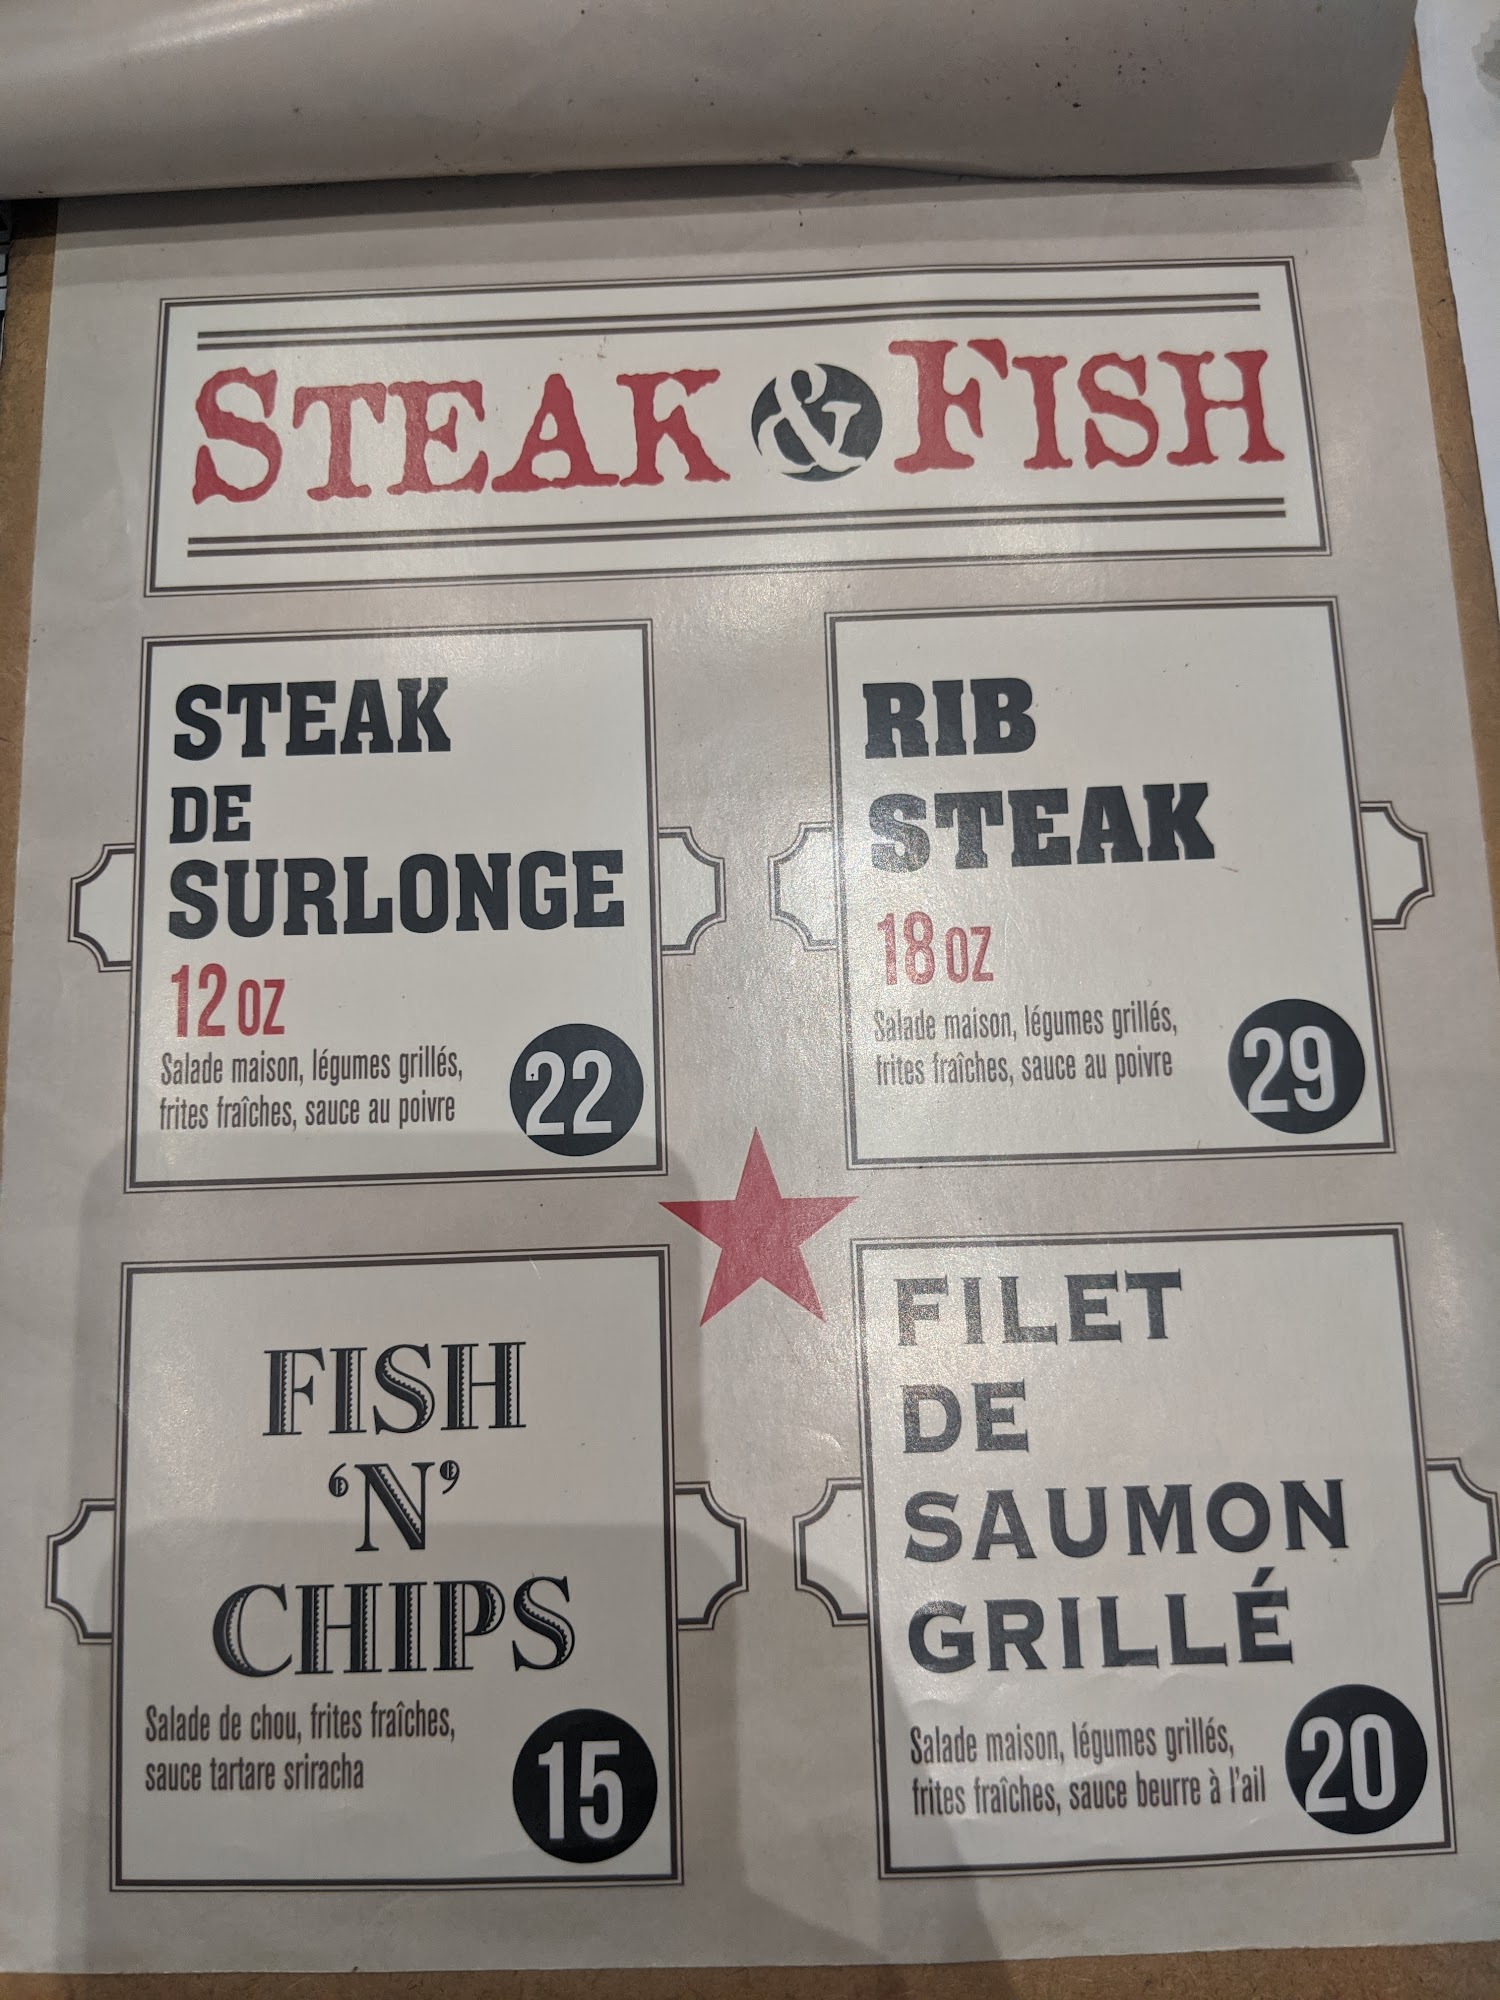 STEAK & FISH
STEAK
DE
SURLONGE
12 OZ
Salade maison, légumes grillés,
frites fraîches, sauce au poivre
22
RIB
STEAK
18 OZ
Salade maison, légumes grillés,
frites fraîches, sauce au poivre
29
FISH
‘N’
CHIPS
Salade de chou, frites fraîches,
sauce tartare sriracha
15
FILET
DE
SAUMON
GRILLÉ
Salade maison, légumes grillés,
frites fraîches, sauce beurre à l'ail
20